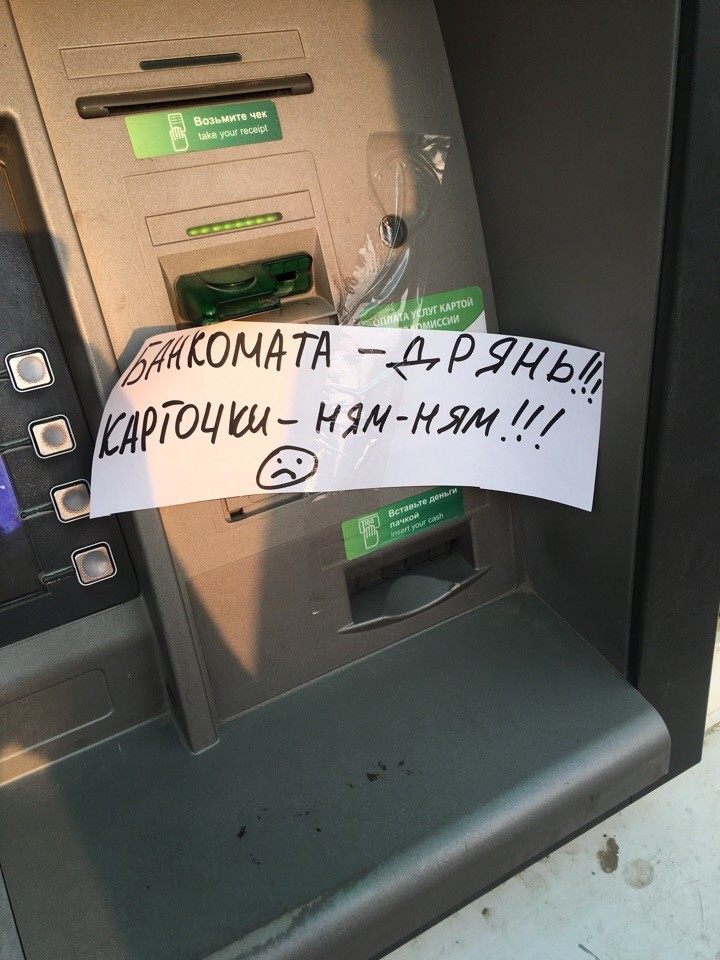 Возьмите чек
take your receipt
ОПЛАТА УСЛУГ КАРТОЙ
КОМИССИИ
БАНКОМАТА – ДРЯНЬ!!!
КАРТОЧКИ – НЯМ-НЯМ!!!
Вставьте деньги
пачкой
insert your cash
100